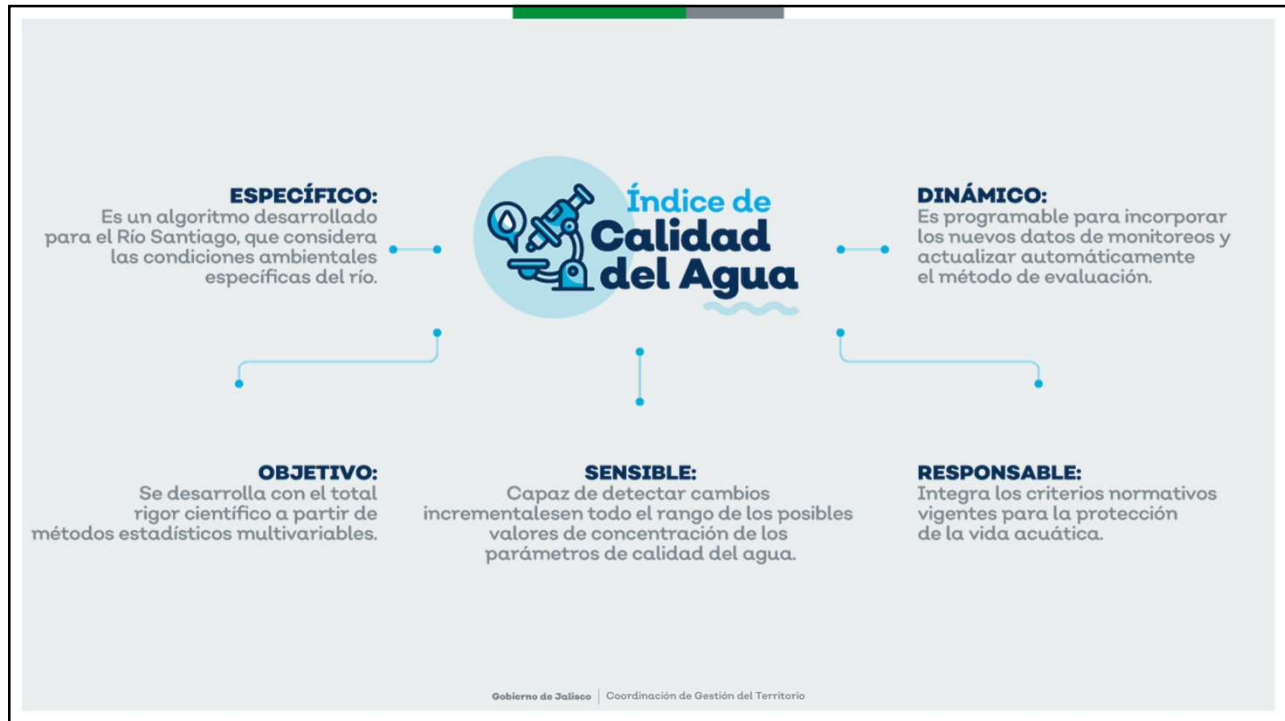 ESPECÍFICO:
Es un algoritmo desarrollado
para el Río Santiago, que considera
las condiciones ambientales
específicas del río.
Índice de
Calidad
del Agua
DINÁMICO:
Es programable para incorporar
los nuevos datos de monitoreos y
actualizar automáticamente
el método de evaluación.
OBJETIVO:
Se desarrolla con el total
rigor científico a partir de
métodos estadísticos multivariables.
SENSIBLE:
Capaz de detectar cambios
incrementalesen todo el rango de los posibles
valores de concentración de los
parámetros de calidad del agua.
RESPONSABLE:
Integra los criterios normativos
vigentes para la protección
de la vida acuática.
Gobierno de Jalisco | Coordinación de Gestión del Territorio